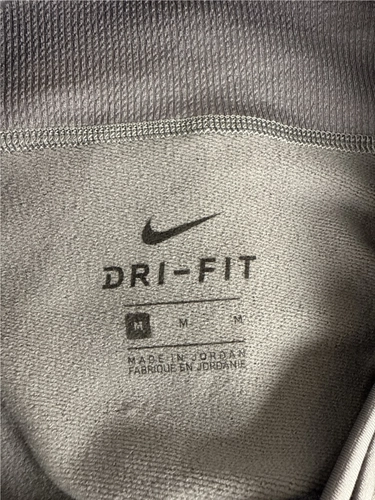 DRI-FIT
M M M
MADE IN JORDAN
FABRIQUÉ EN JORDANIE